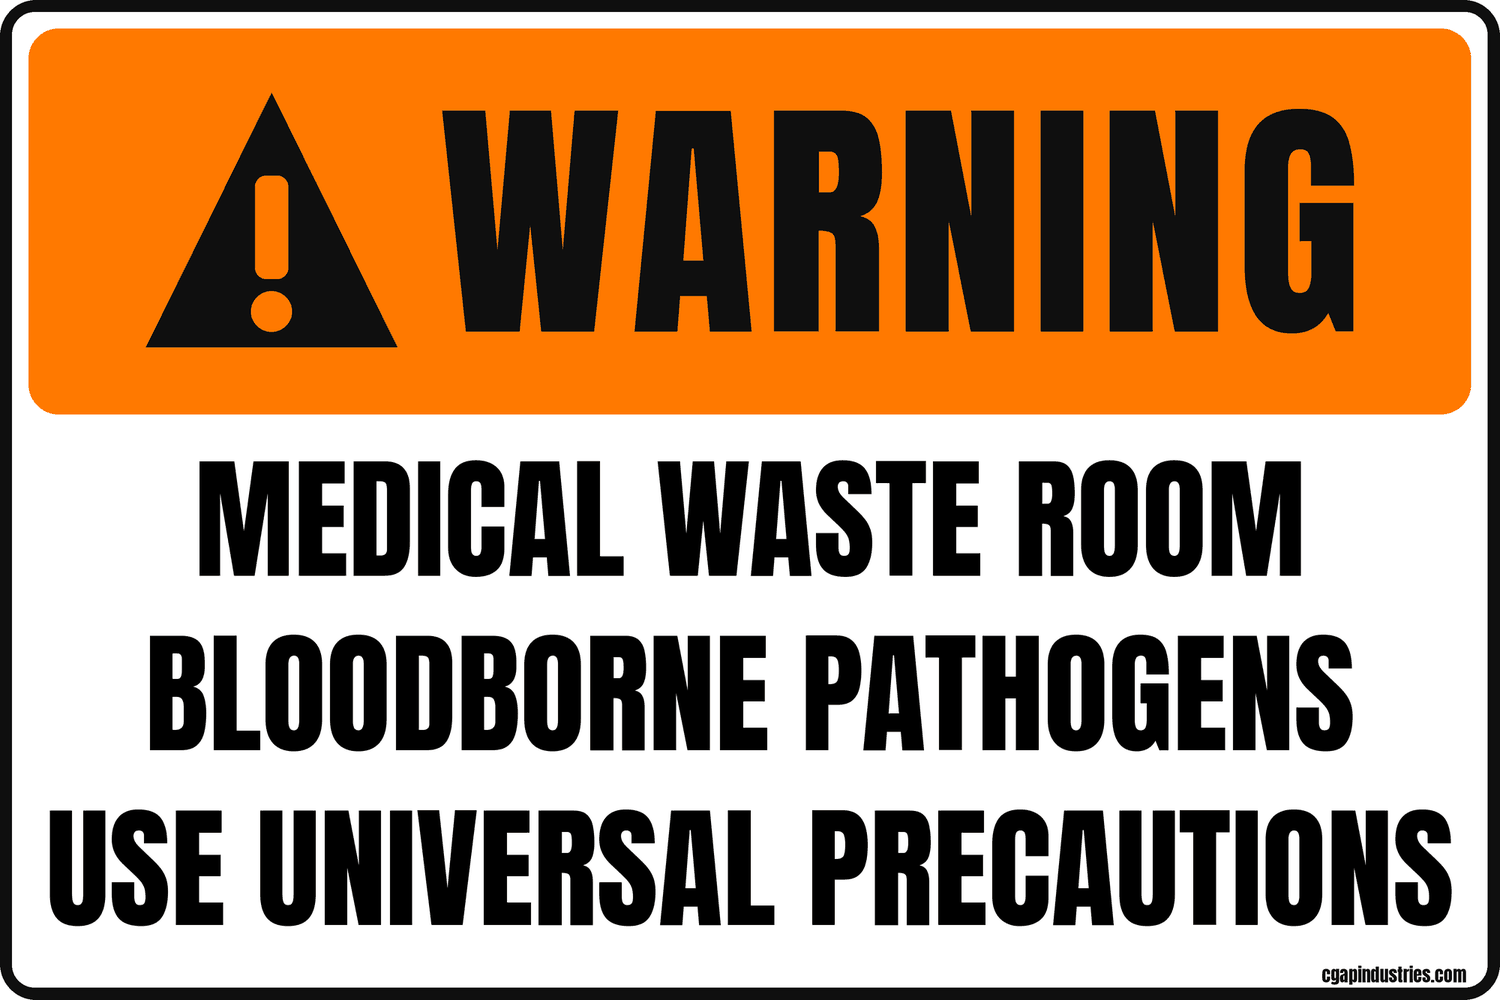 WARNING
MEDICAL WASTE ROOM
BLOODBORNE PATHOGENS
USE UNIVERSAL PRECAUTIONS
cgapindustries.com